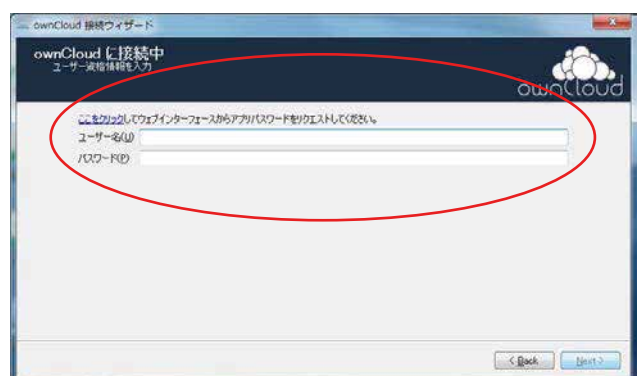 ownCloud 接続ウィザード
ownCloud に接続中
ユーザー資格情報を入力
ownCloud
ここをクリックしてウェブインターフェースからアプリパスワードをリクエストしてください。
ユーザー名(U)
パスワード(P)
< Back
Next >